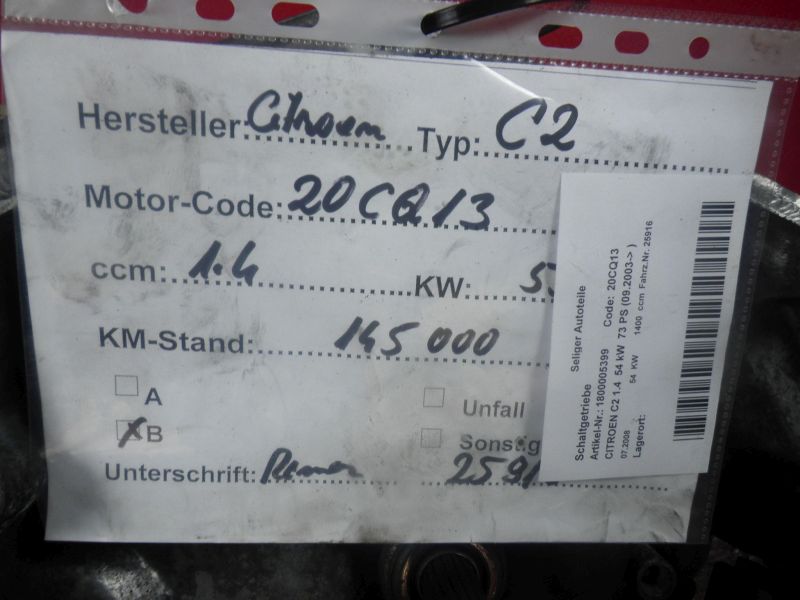 Hersteller: Citroem Typ: C2
Motor-Code: 20CQ13
ccm: 1.4 KW:
KM-Stand: 145 000
A
Unfall
B
Sonstig
Unterschrift:
Schaltgetriebe Seliger Autoteile
Artikel-Nr.: 1800005399 Code: 20CQ13
CITROEN C2 1.4 54 kW 73 PS (09.2003-> )
07.2008 54 KW 1400 ccm Fahrz.Nr. 25916
Lagerort: